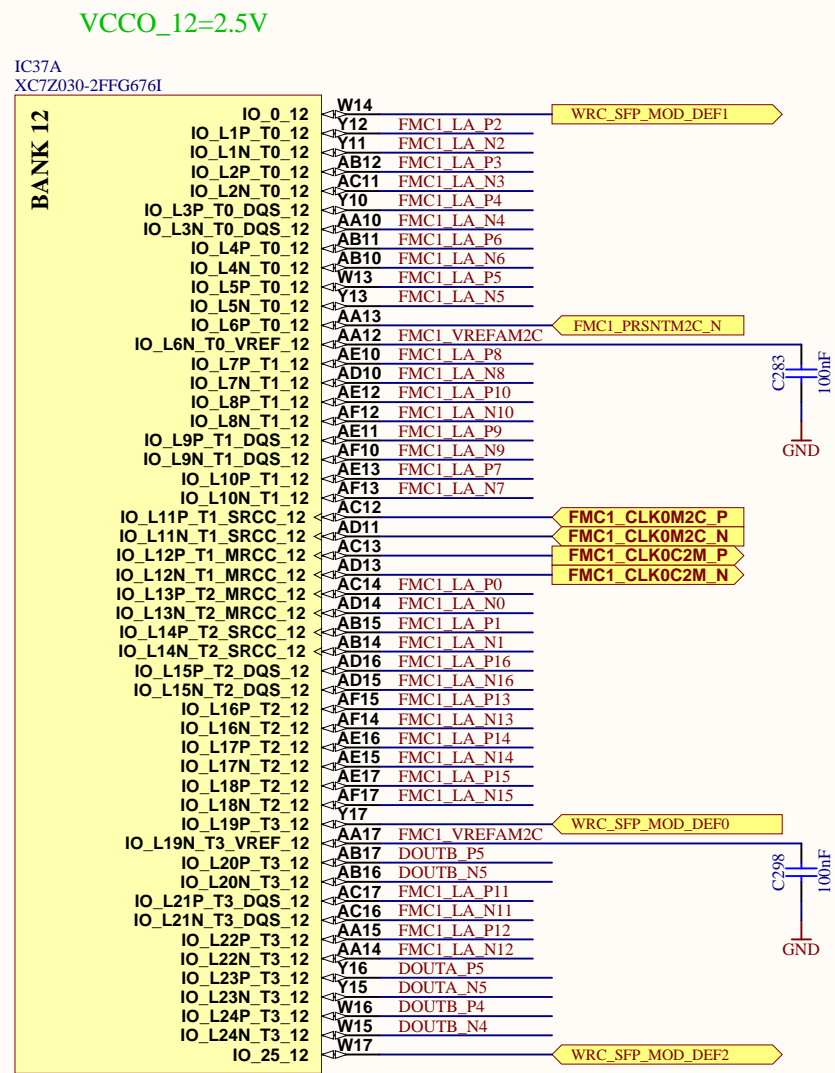 VCCO_12=2.5V
IC37A
XC7Z030-2FFG676I
BANK 12
IO_0_12 W14 WRC_SFP_MOD_DEF1
IO_L1P_T0_12 Y12 FMC1_LA_P2
IO_L1N_T0_12 Y11 FMC1_LA_N2
IO_L2P_T0_12 AB12 FMC1_LA_P3
IO_L2N_T0_12 AC11 FMC1_LA_N3
IO_L3P_T0_DQS_12 Y10 FMC1_LA_P4
IO_L3N_T0_DQS_12 AA10 FMC1_LA_N4
IO_L4P_T0_12 AB11 FMC1_LA_P6
IO_L4N_T0_12 AB10 FMC1_LA_N6
IO_L5P_T0_12 W13 FMC1_LA_P5
IO_L5N_T0_12 Y13 FMC1_LA_N5
IO_L6P_T0_12 AA13 FMC1_PRSNTM2C_N
IO_L6N_T0_VREF_12 AA12 FMC1_VREFAM2C
IO_L7P_T1_12 AE10 FMC1_LA_P8
IO_L7N_T1_12 AD10 FMC1_LA_N8
IO_L8P_T1_12 AE12 FMC1_LA_P10
IO_L8N_T1_12 AF12 FMC1_LA_N10
IO_L9P_T1_DQS_12 AE11 FMC1_LA_P9
IO_L9N_T1_DQS_12 AF10 FMC1_LA_N9
IO_L10P_T1_12 AE13 FMC1_LA_P7
IO_L10N_T1_12 AF13 FMC1_LA_N7
C283
100nF
GND
IO_L11P_T1_SRCC_12 AC12 FMC1_CLK0M2C_P
IO_L11N_T1_SRCC_12 AD11 FMC1_CLK0M2C_N
IO_L12P_T1_MRCC_12 AC13 FMC1_CLK0C2M_P
IO_L12N_T1_MRCC_12 AD13 FMC1_CLK0C2M_N
IO_L13P_T2_MRCC_12 AC14 FMC1_LA_P0
IO_L13N_T2_MRCC_12 AD14 FMC1_LA_N0
IO_L14P_T2_SRCC_12 AB15 FMC1_LA_P1
IO_L14N_T2_SRCC_12 AB14 FMC1_LA_N1
IO_L15P_T2_DQS_12 AD16 FMC1_LA_P16
IO_L15N_T2_DQS_12 AD15 FMC1_LA_N16
IO_L16P_T2_12 AF15 FMC1_LA_P13
IO_L16N_T2_12 AF14 FMC1_LA_N13
IO_L17P_T2_12 AE16 FMC1_LA_P14
IO_L17N_T2_12 AE15 FMC1_LA_N14
IO_L18P_T2_12 AE17 FMC1_LA_P15
IO_L18N_T2_12 AF17 FMC1_LA_N15
IO_L19P_T3_12 Y17 WRC_SFP_MOD_DEF0
IO_L19N_T3_VREF_12 AA17 FMC1_VREFAM2C
IO_L20P_T3_12 AB17 DOUTB_P5
IO_L20N_T3_12 AB16 DOUTB_N5
IO_L21P_T3_DQS_12 AC17 FMC1_LA_P11
IO_L21N_T3_DQS_12 AC16 FMC1_LA_N11
IO_L22P_T3_12 AA15 FMC1_LA_P12
IO_L22N_T3_12 AA14 FMC1_LA_N12
IO_L23P_T3_12 Y16 DOUTA_P5
IO_L23N_T3_12 Y15 DOUTA_N5
IO_L24P_T3_12 W16 DOUTB_P4
IO_L24N_T3_12 W15 DOUTB_N4
IO_25_12 W17 WRC_SFP_MOD_DEF2
C298
100nF
GND